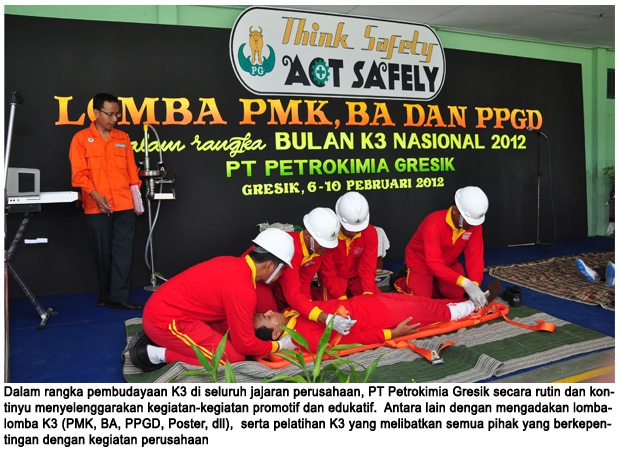 Think Safety
ACT SAFELY
PG
LOMBA PMK, BA DAN PPGD
dalam rangka BULAN K3 NASIONAL 2012
PT PETROKIMIA GRESIK
GRESIK, 6-10 PEBRUARI 2012
Dalam rangka pembudayaan K3 di seluruh jajaran perusahaan, PT Petrokimia Gresik secara rutin dan kon-
tinyu menyelenggarakan kegiatan-kegiatan promotif dan edukatif. Antara lain dengan mengadakan lomba-
lomba K3 (PMK, BA, PPGD, Poster, dll), serta pelatihan K3 yang melibatkan semua pihak yang berkepen-
tingan dengan kegiatan perusahaan